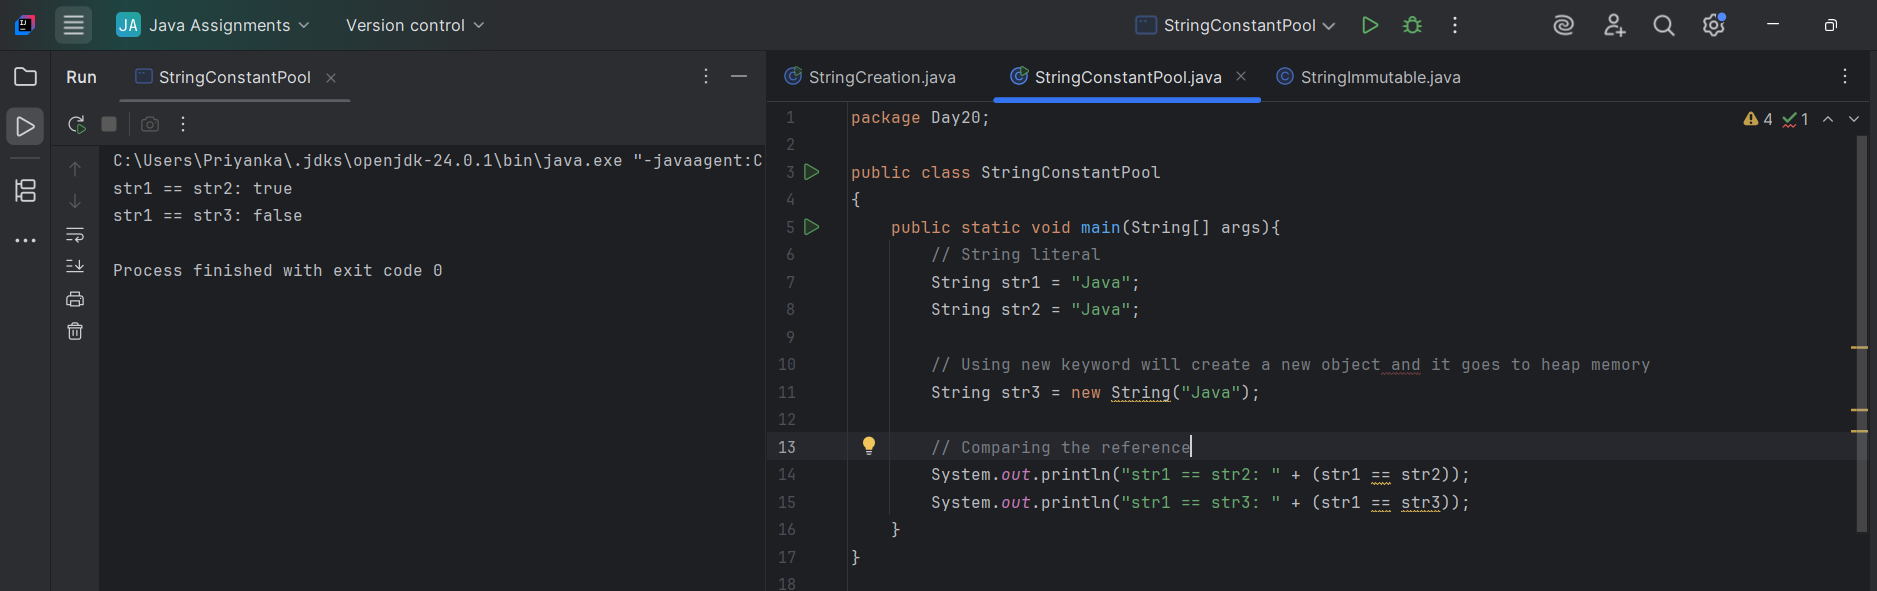 JA Java Assignments Version control StringConstantPool
Run StringConstantPool
C:\Users\Priyanka\.jdks\openjdk-24.0.1\bin\java.exe "-javaagent:C
str1 == str2: true
str1 == str3: false
Process finished with exit code 0
StringCreation.java StringConstantPool.java StringImmutable.java
4 1
1 package Day20;
2
3 public class StringConstantPool
4 {
5 public static void main(String[] args){
6 // String literal
7 String str1 = "Java";
8 String str2 = "Java";
9
10 // Using new keyword will create a new object and it goes to heap memory
11 String str3 = new String("Java");
12
13 // Comparing the reference
14 System.out.println("str1 == str2: " + (str1 == str2));
15 System.out.println("str1 == str3: " + (str1 == str3));
16 }
17 }
18